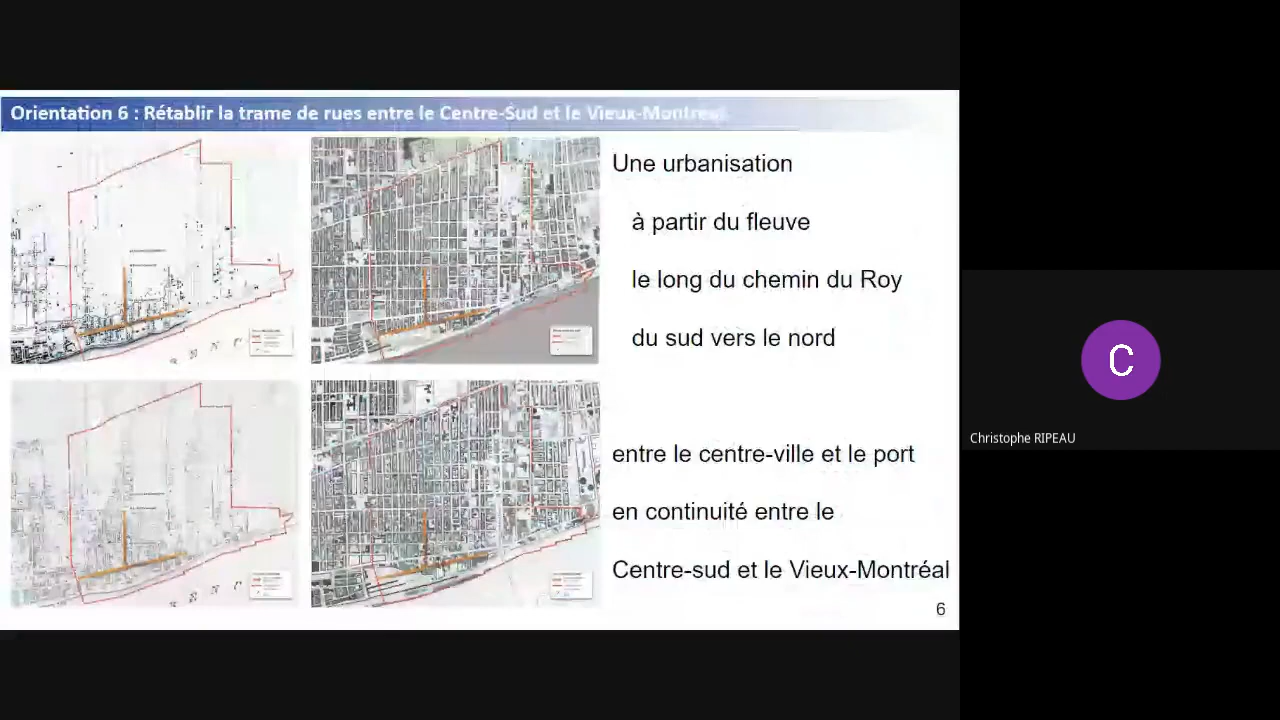 Orientation 6 : Rétablir la trame de rues entre le Centre-Sud et le Vieux-Montréal
Une urbanisation
à partir du fleuve
le long du chemin du Roy
du sud vers le nord
entre le centre-ville et le port
en continuité entre le
Centre-sud et le Vieux-Montréal
6
C
Christophe RIPEAU